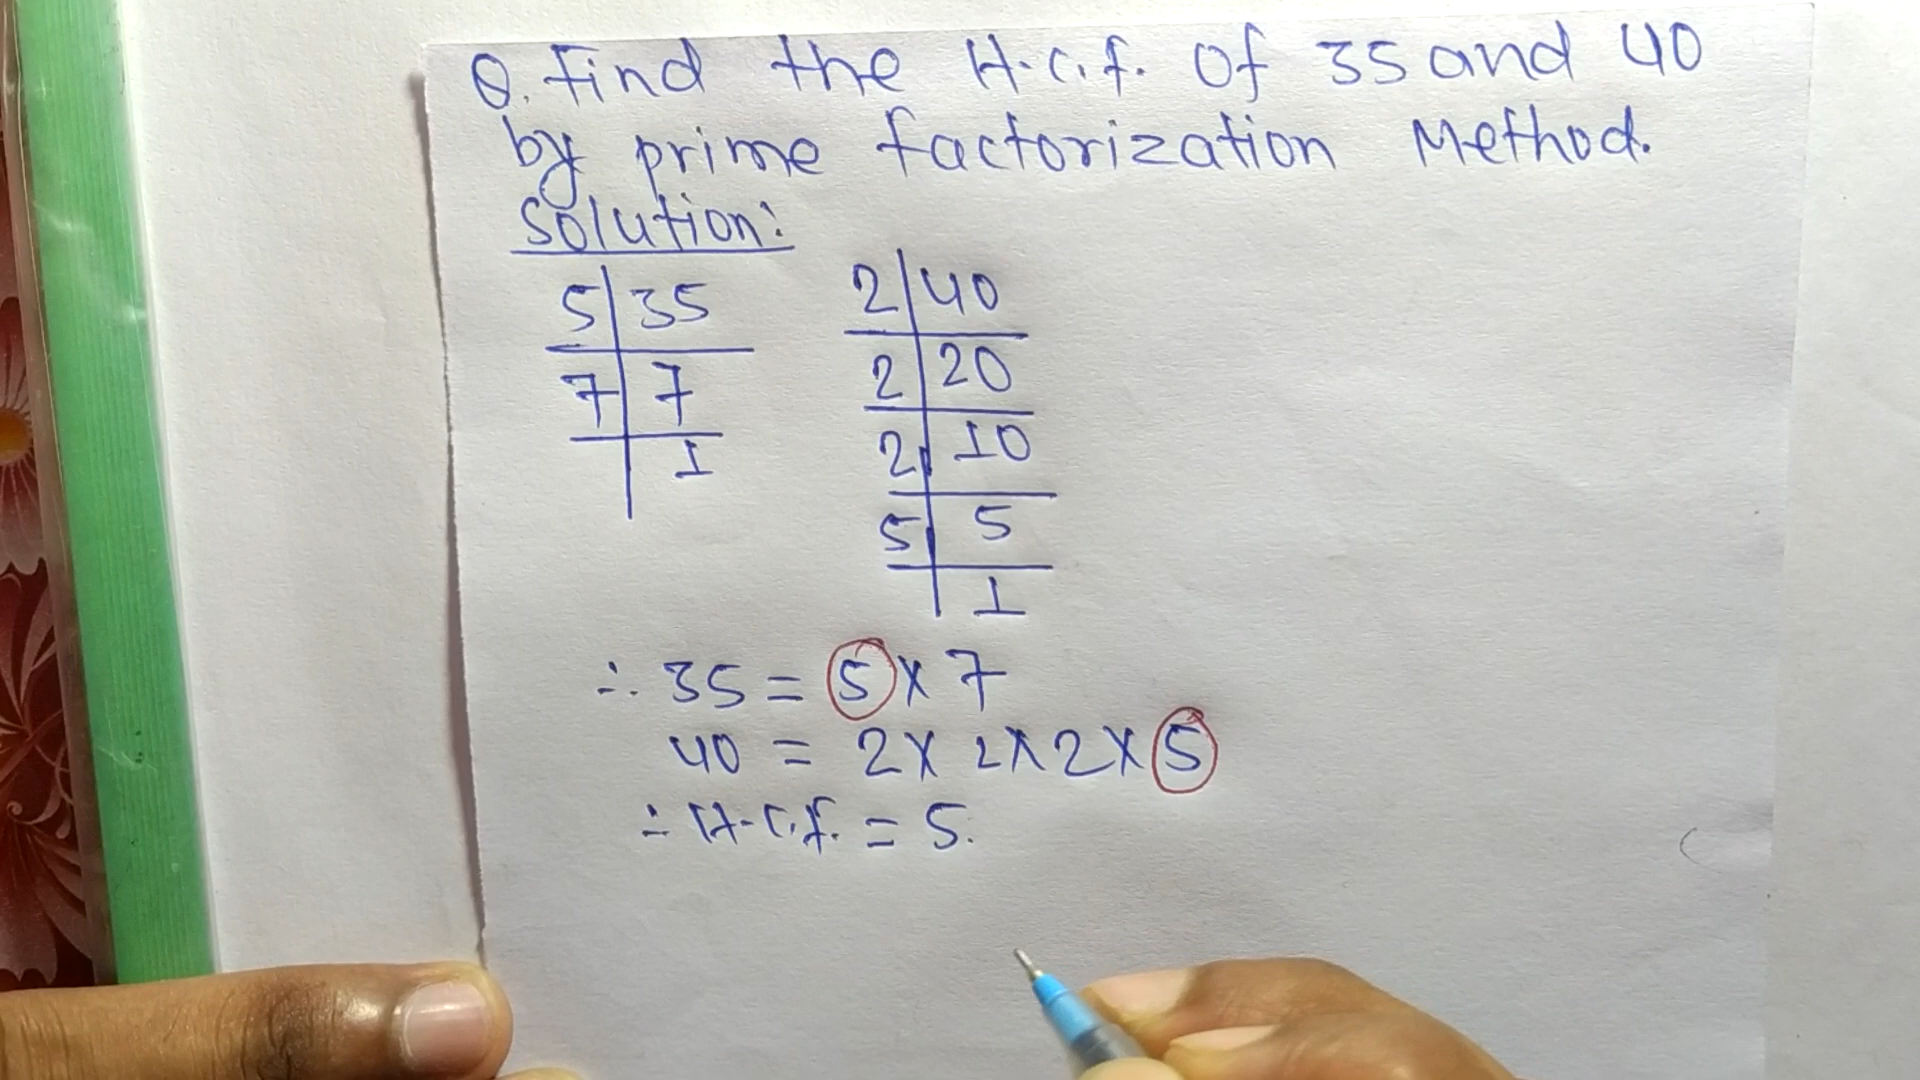 Q. Find the H.C.f. Of 35 and 40
by prime factorization Method.
Solution:
5 35
7 7
1
2 40
2 20
2 10
5 5
1
∴ 35 = 5 × 7
40 = 2 × 2 × 2 × 5
∴ H.C.f. = 5.